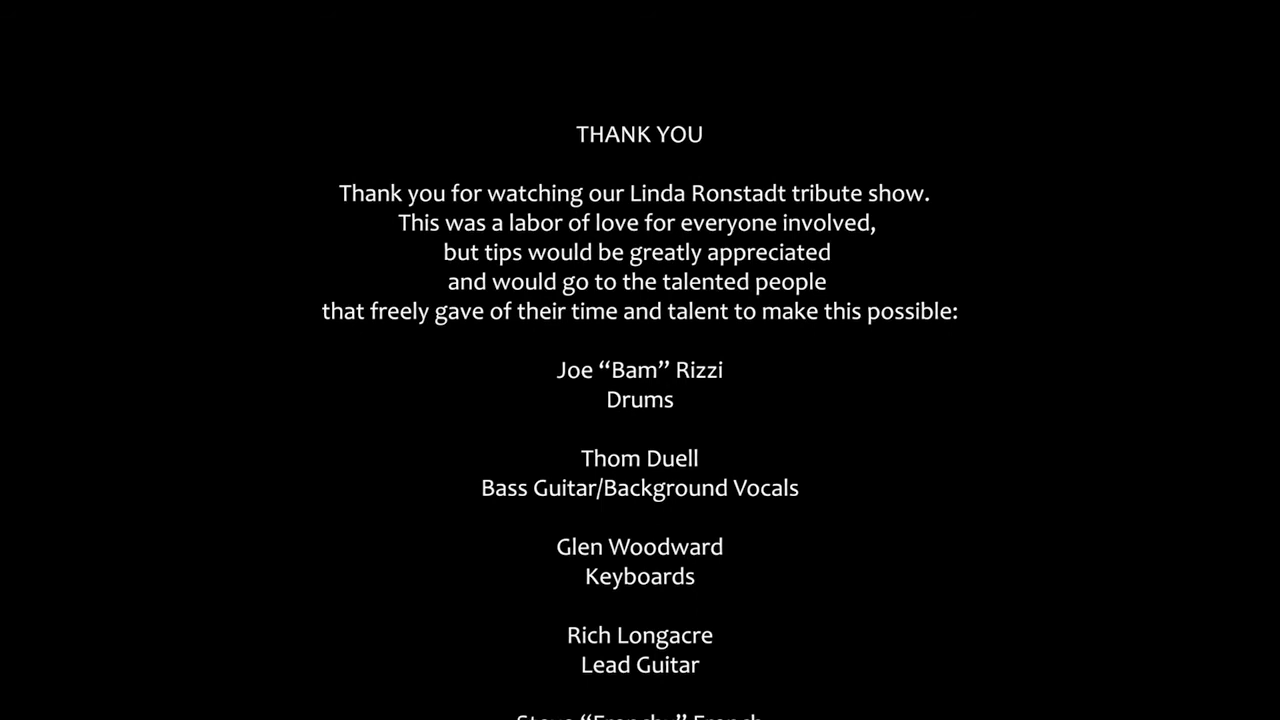 THANK YOU
Thank you for watching our Linda Ronstadt tribute show.
This was a labor of love for everyone involved,
but tips would be greatly appreciated
and would go to the talented people
that freely gave of their time and talent to make this possible:
Joe “Bam” Rizzi
Drums
Thom Duell
Bass Guitar/Background Vocals
Glen Woodward
Keyboards
Rich Longacre
Lead Guitar